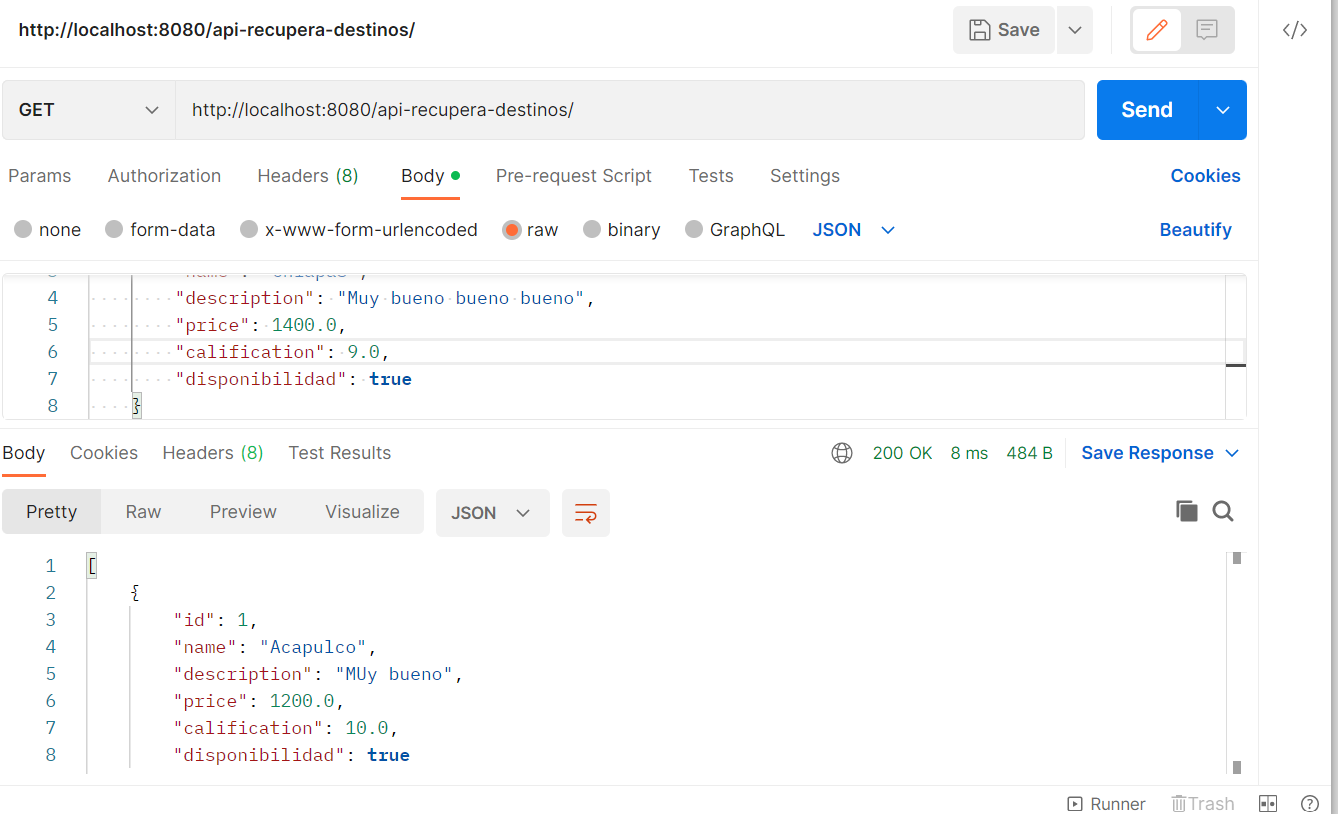 http://localhost:8080/api-recupera-destinos/
Save
GET
http://localhost:8080/api-recupera-destinos/
Send
Params
Authorization
Headers (8)
Body
Pre-request Script
Tests
Settings
Cookies
none
form-data
x-www-form-urlencoded
raw
binary
GraphQL
JSON
Beautify
4 "description": "Muy bueno bueno bueno",
5 "price": 1400.0,
6 "calification": 9.0,
7 "disponibilidad": true
8 }
Body
Cookies
Headers (8)
Test Results
200 OK
8 ms
484 B
Save Response
Pretty
Raw
Preview
Visualize
JSON
1 [
2 {
3 "id": 1,
4 "name": "Acapulco",
5 "description": "MUy bueno",
6 "price": 1200.0,
7 "calification": 10.0,
8 "disponibilidad": true
Runner
Trash